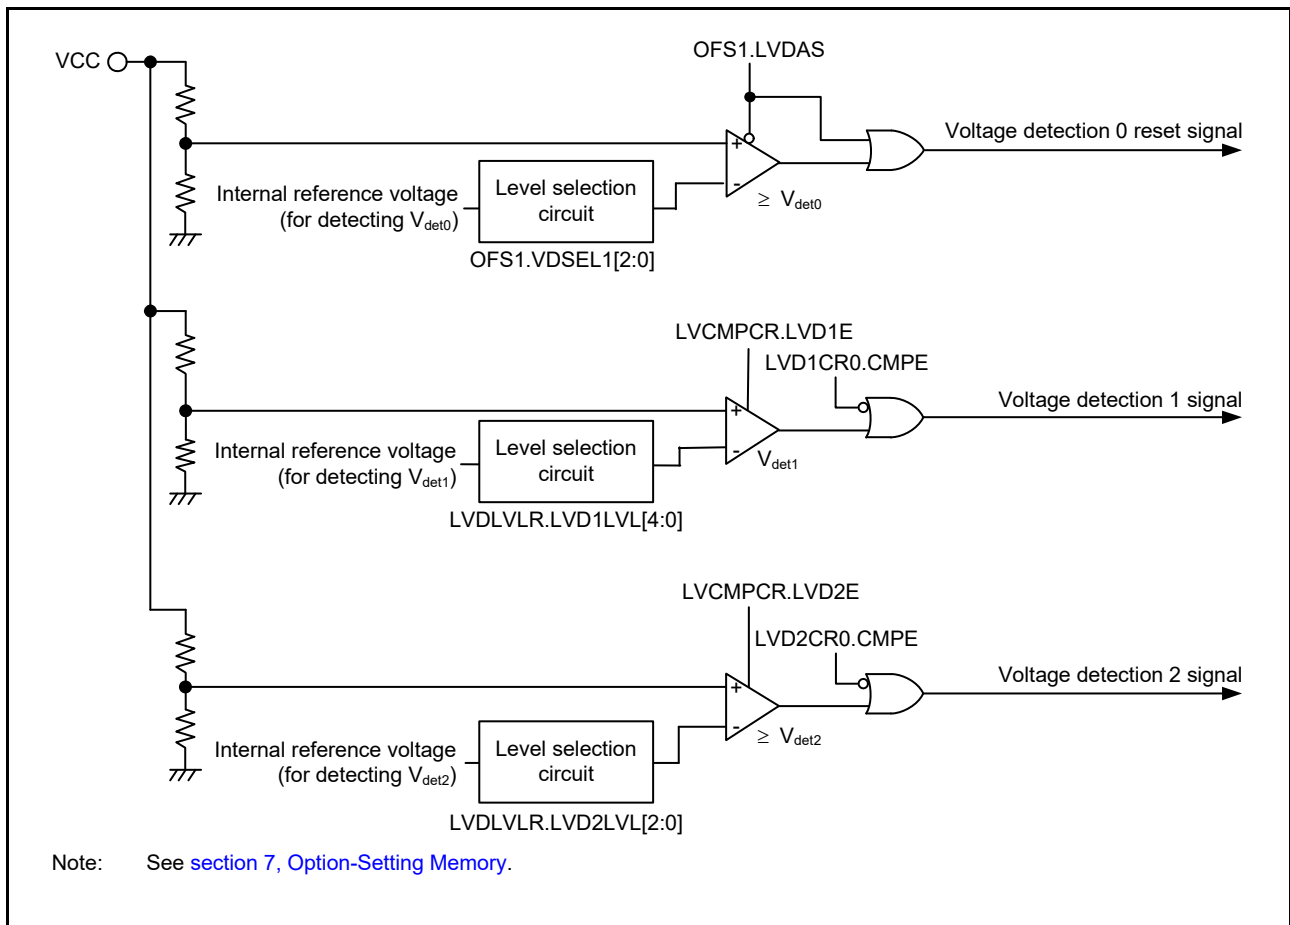 OFS1.LVDAS
VCC
+
-
Voltage detection 0 reset signal
Internal reference voltage
(for detecting Vdet0)
Level selection
circuit
≥ Vdet0
OFS1.VDSEL1[2:0]
LVCMPCR.LVD1E
LVD1CR0.CMPE
+
-
Voltage detection 1 signal
Internal reference voltage
(for detecting Vdet1)
Level selection
circuit
Vdet1
LVDLVLR.LVD1LVL[4:0]
LVCMPCR.LVD2E
LVD2CR0.CMPE
+
-
Voltage detection 2 signal
Internal reference voltage
(for detecting Vdet2)
Level selection
circuit
≥ Vdet2
LVDLVLR.LVD2LVL[2:0]
Note: See section 7, Option-Setting Memory.